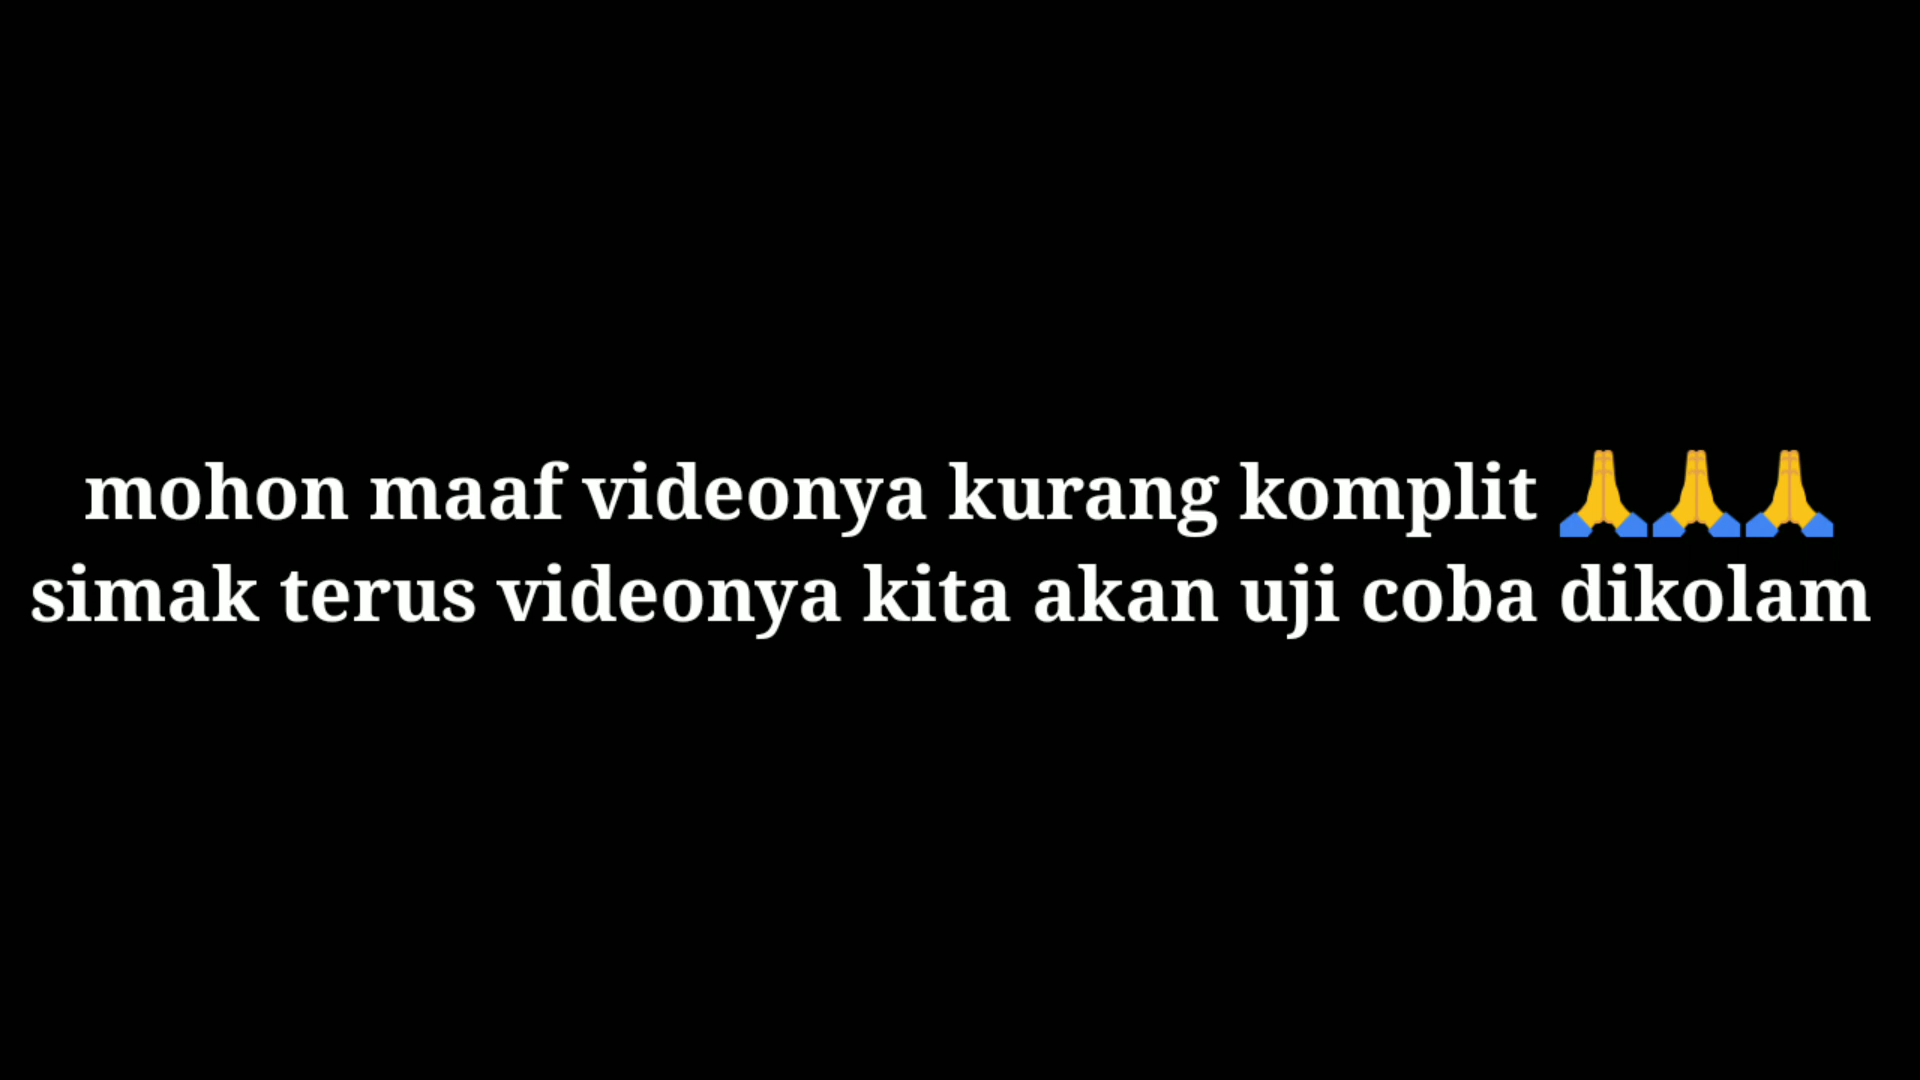 mohon maaf videonya kurang komplit 🙏🙏🙏
simak terus videonya kita akan uji coba dikolam